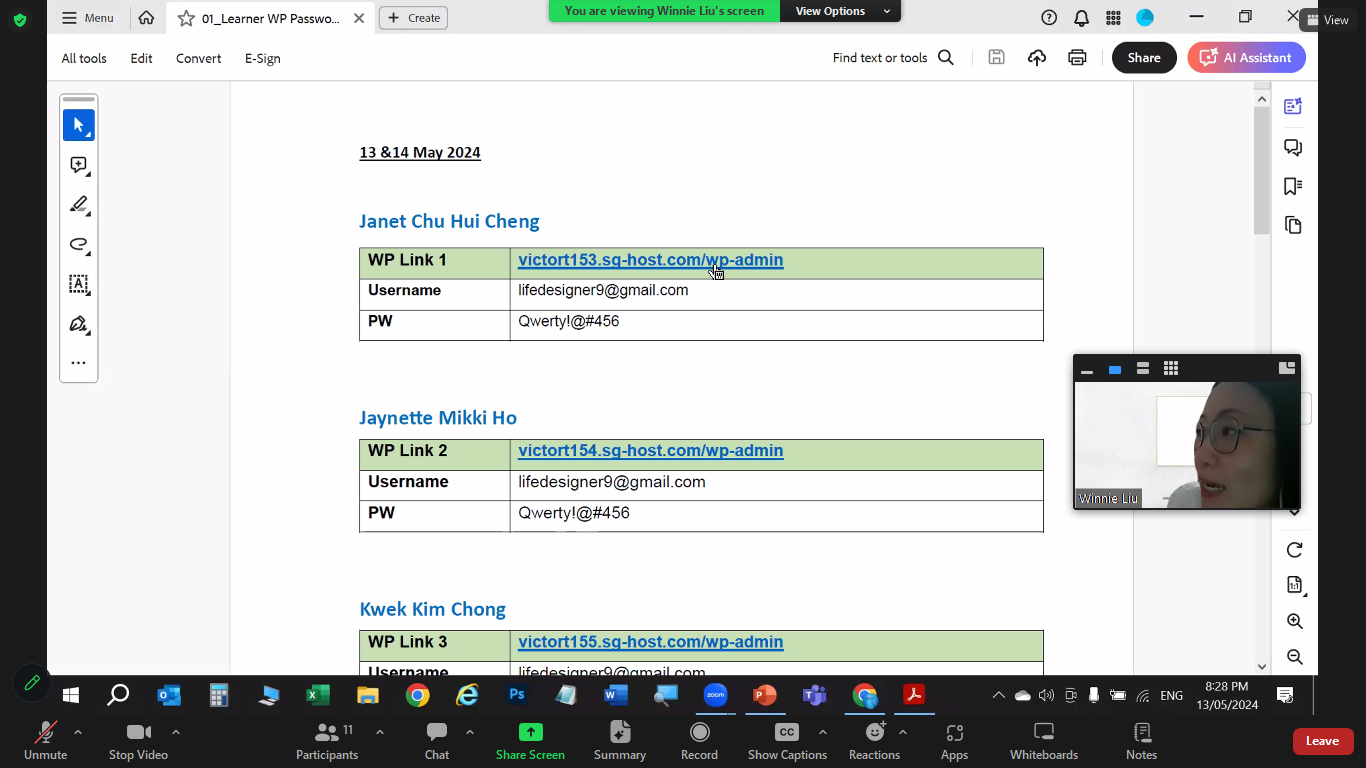 Menu
01_Learner WP Passwo...
Create
You are viewing Winnie Liu's screen
View Options
View
All tools
Edit
Convert
E-Sign
Find text or tools
Share
AI Assistant
13 &14 May 2024
Janet Chu Hui Cheng
WP Link 1 victort153.sg-host.com/wp-admin
Username lifedesigner9@gmail.com
PW Qwerty!@#456
Jaynette Mikki Ho
WP Link 2 victort154.sg-host.com/wp-admin
Username lifedesigner9@gmail.com
PW Qwerty!@#456
Kwek Kim Chong
WP Link 3 victort155.sg-host.com/wp-admin
Username lifedesigner9@gmail.com
Winnie Liu
ENG
8:28 PM
13/05/2024
Unmute
Stop Video
Participants 11
Chat
Share Screen
Summary
Record
Show Captions
Reactions
Apps
Whiteboards
Notes
Leave